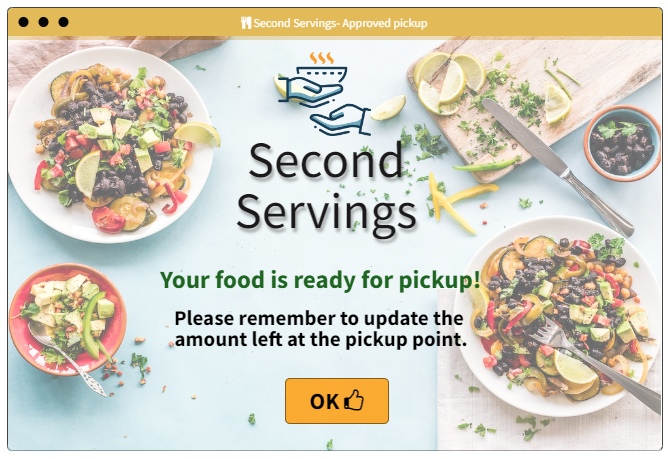 Second Servings- Approved pickup
Second
Servings
Your food is ready for pickup!
Please remember to update the
amount left at the pickup point.
OK